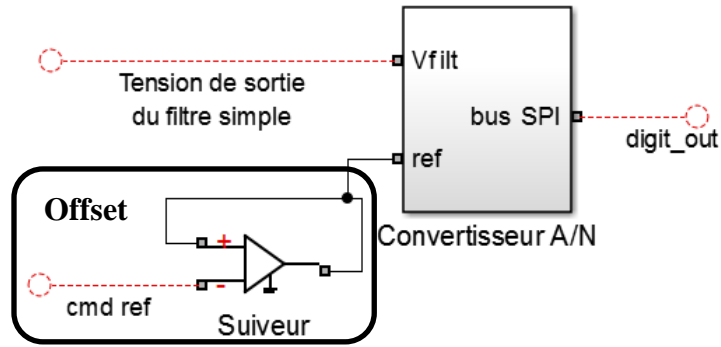 Vfilt
Tension de sortie
du filtre simple
bus SPI
digit_out
ref
Offset
+
-
Convertisseur A/N
cmd ref
Suiveur